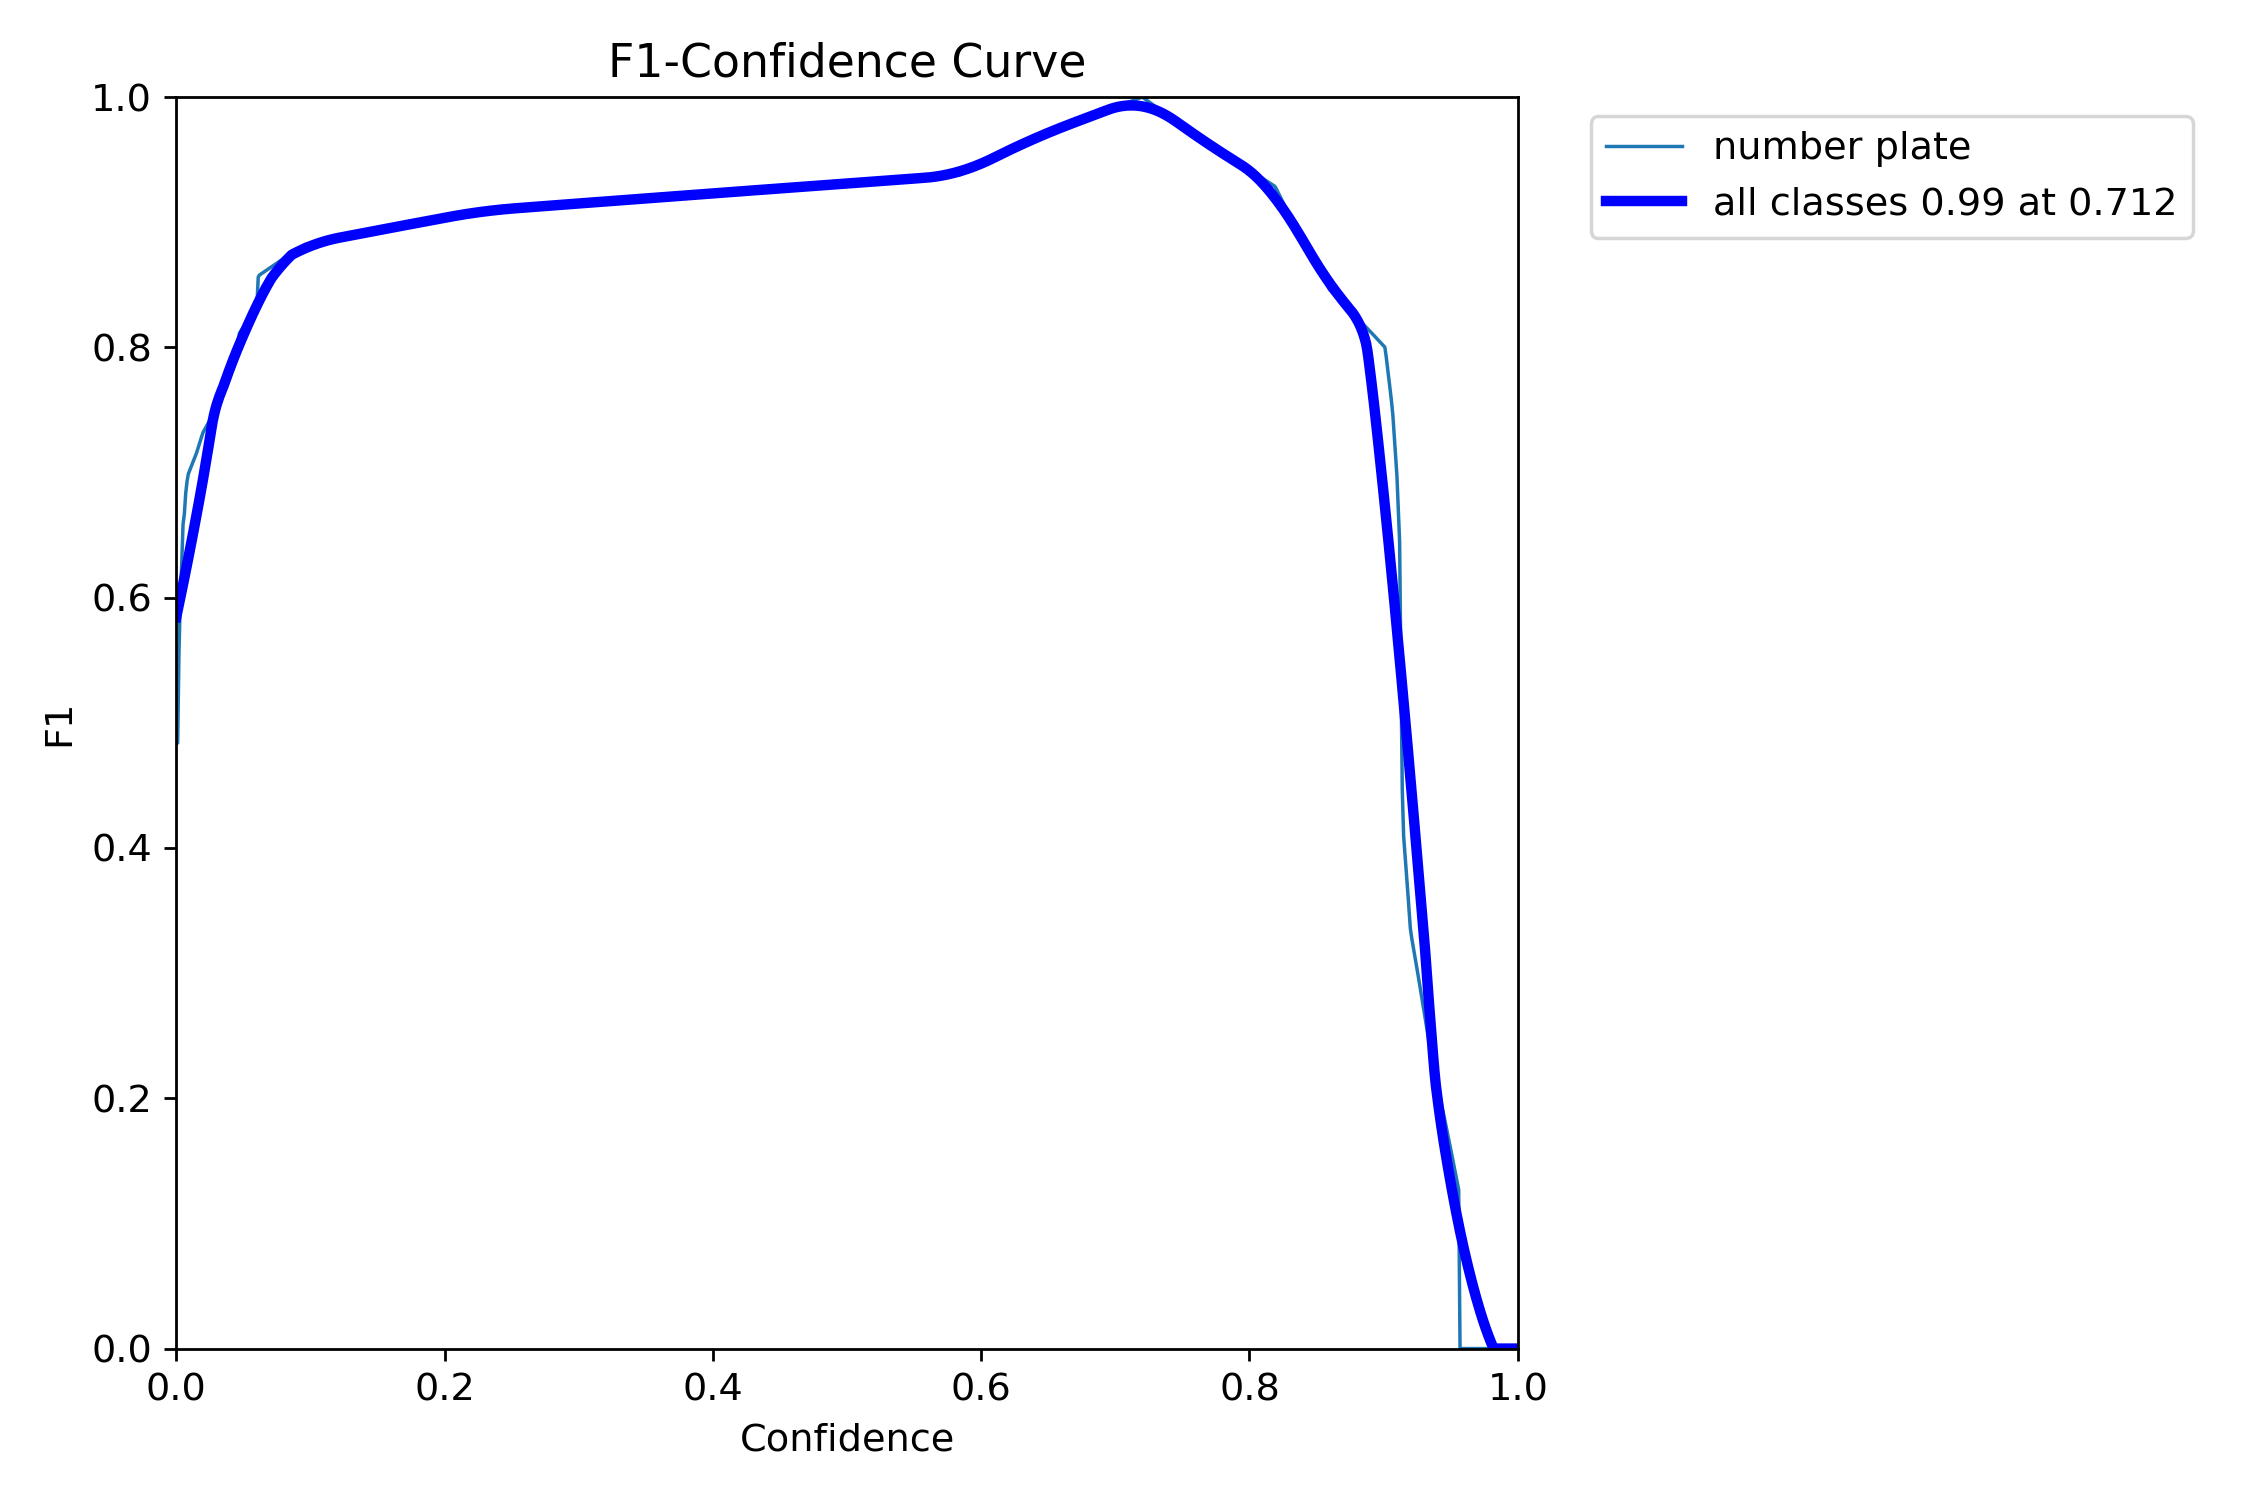 F1-Confidence Curve
1.0
0.8
0.6
0.4
0.2
0.0
F1
0.0 0.2 0.4 0.6 0.8 1.0
Confidence
number plate
all classes 0.99 at 0.712